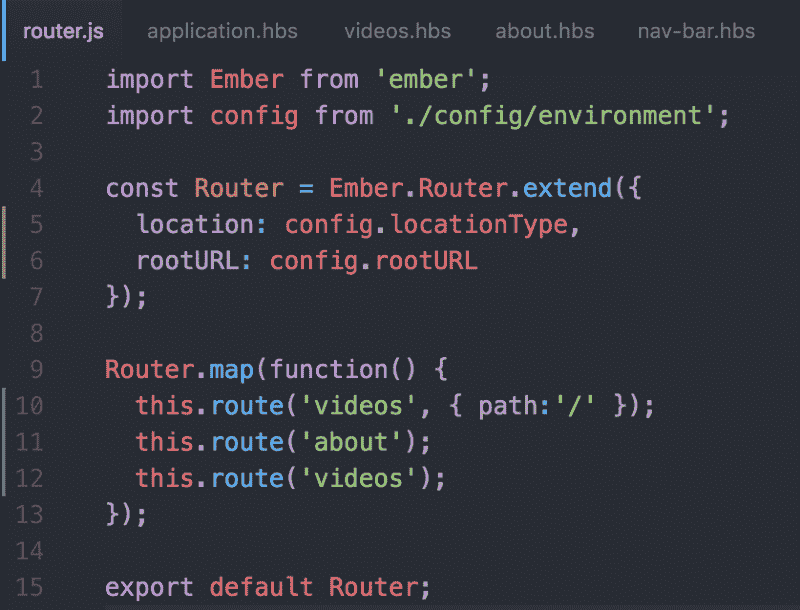 router.js application.hbs videos.hbs about.hbs nav-bar.hbs
1 import Ember from 'ember';
2 import config from './config/environment';
3
4 const Router = Ember.Router.extend({
5 location: config.locationType,
6 rootURL: config.rootURL
7 });
8
9 Router.map(function() {
10 this.route('videos', { path:'/' });
11 this.route('about');
12 this.route('videos');
13 });
14
15 export default Router;